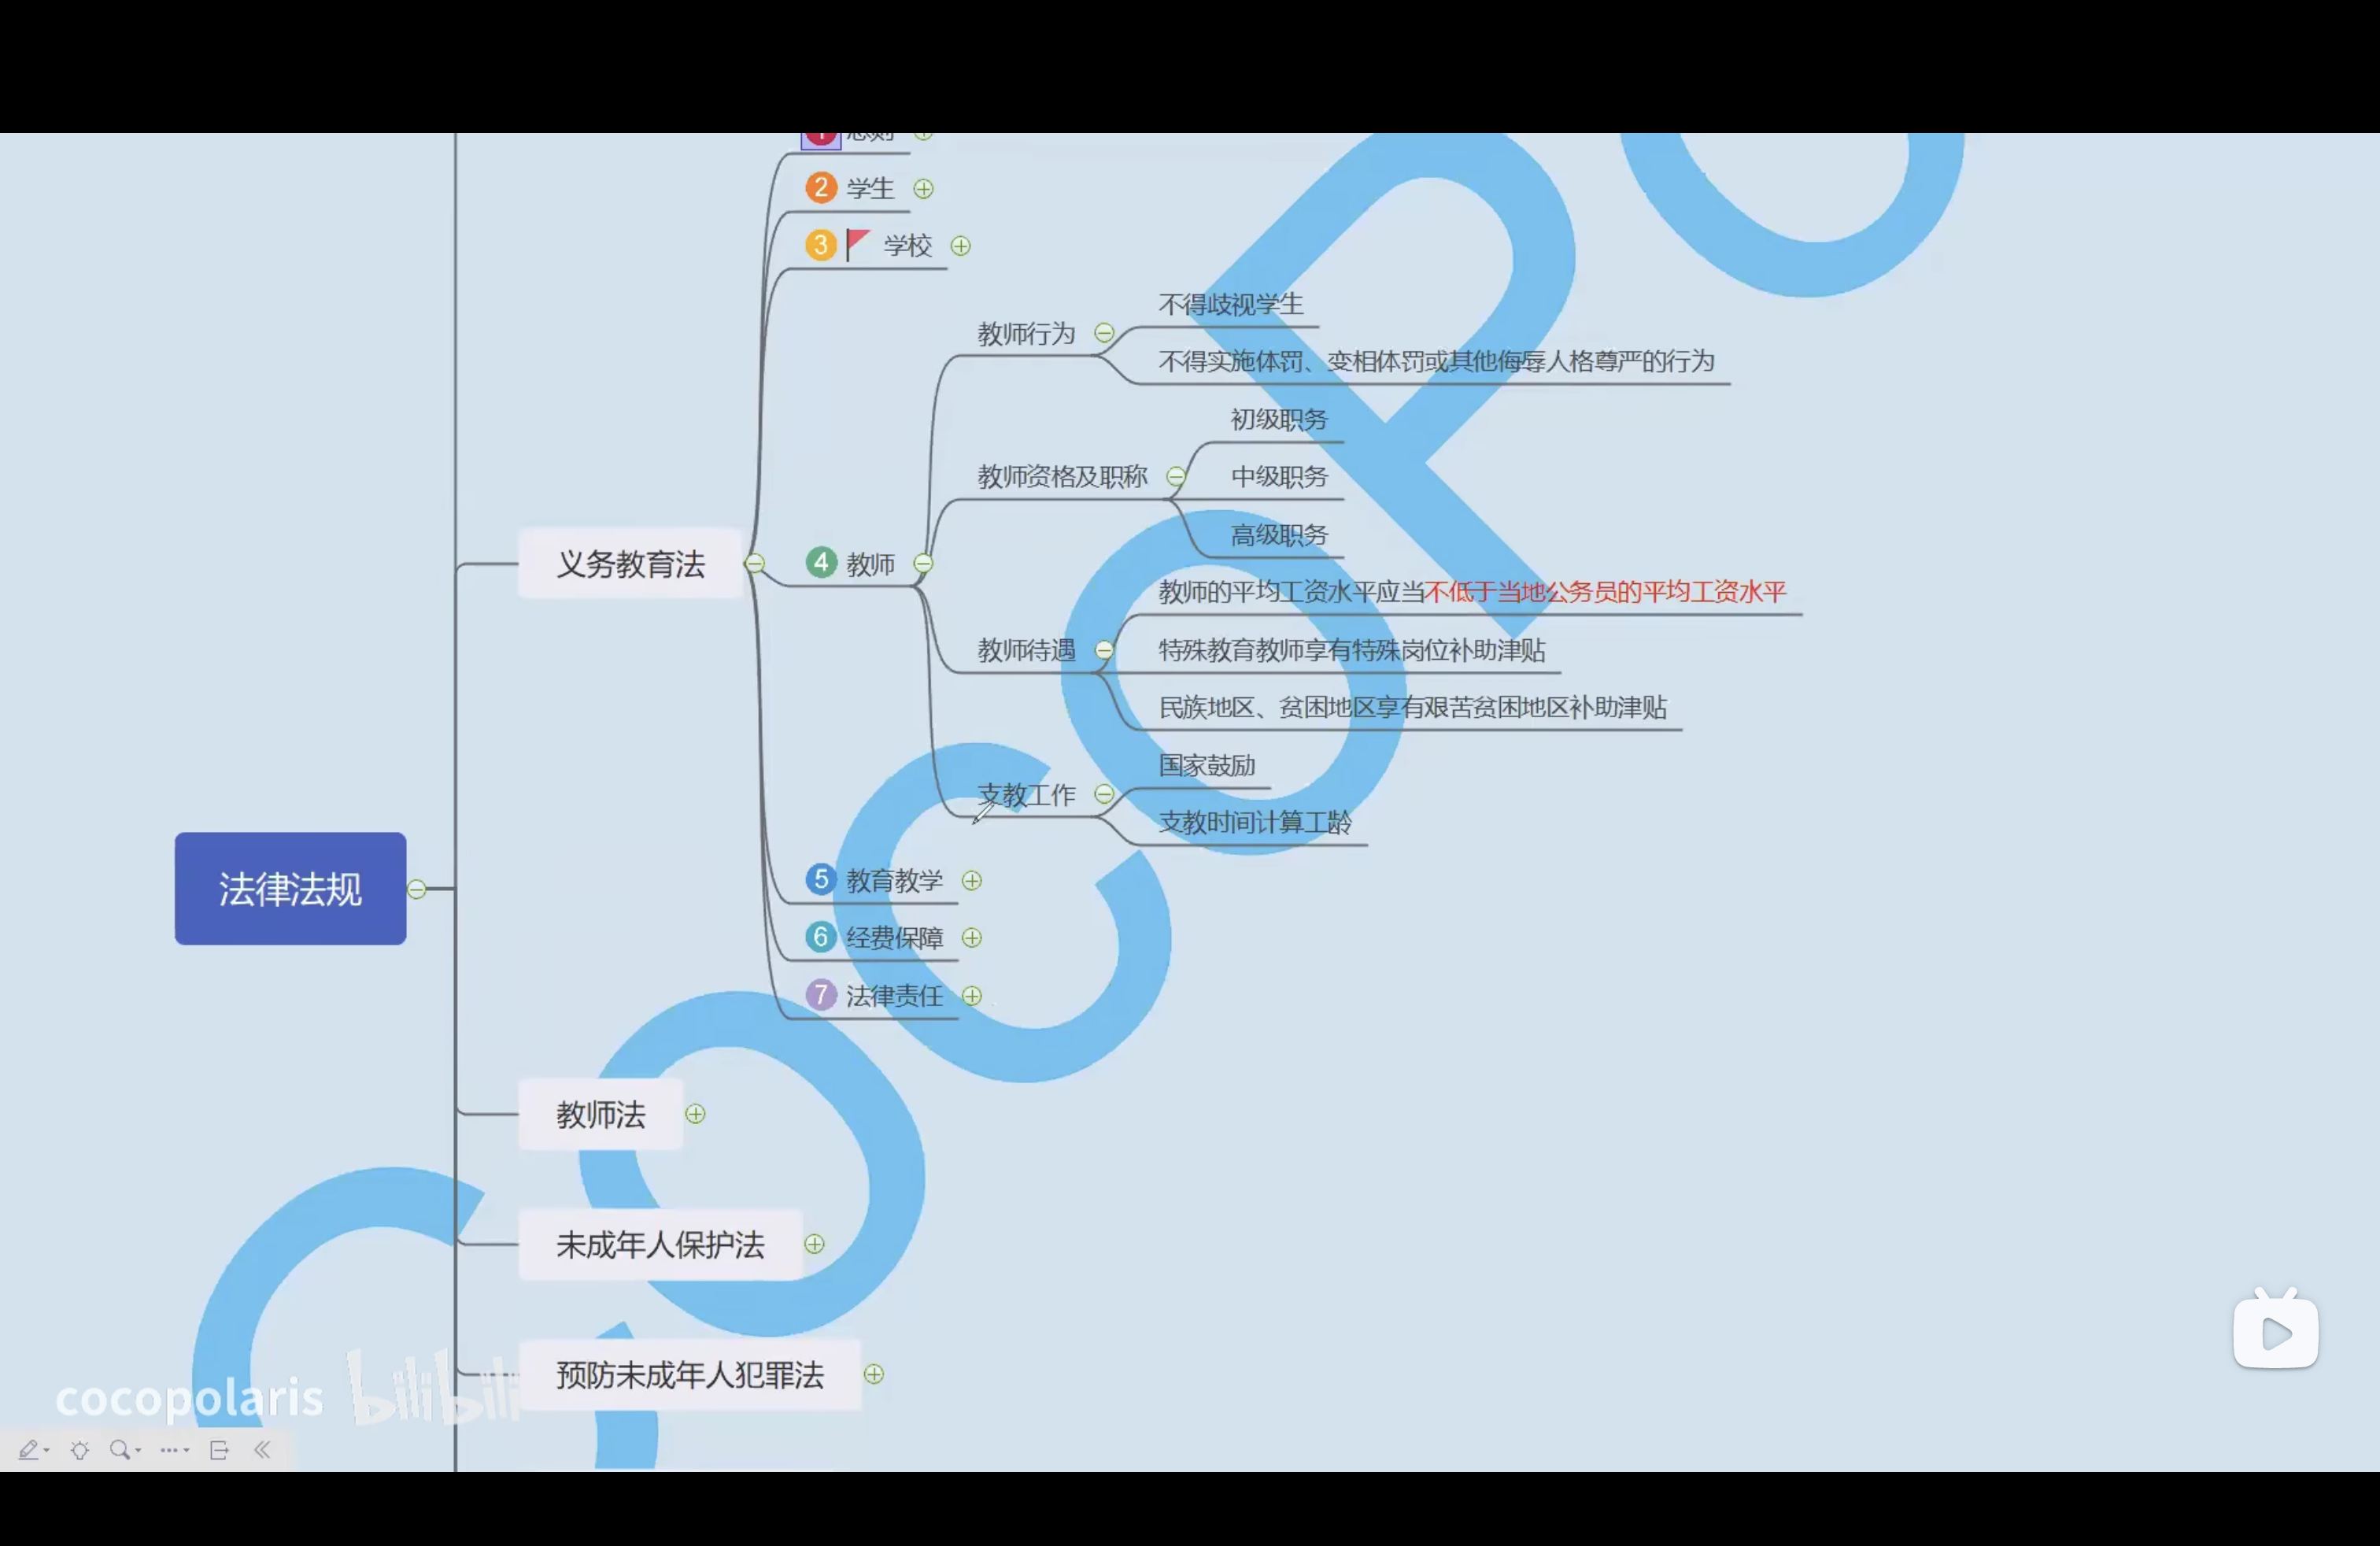 2 学生
3 学校
不得歧视学生
教师行为
不得实施体罚、变相体罚或其他侮辱人格尊严的行为
初级职务
教师资格及职称
中级职务
高级职务
义务教育法
4 教师
教师的平均工资水平应当不低于当地公务员的平均工资水平
教师待遇
特殊教育教师享有特殊岗位补助津贴
民族地区、贫困地区享有艰苦贫困地区补助津贴
国家鼓励
支教工作
支教时间计算工龄
法律法规
5 教育教学
6 经费保障
7 法律责任
教师法
未成年人保护法
预防未成年人犯罪法
cocopolaris bilibili
COCOPO